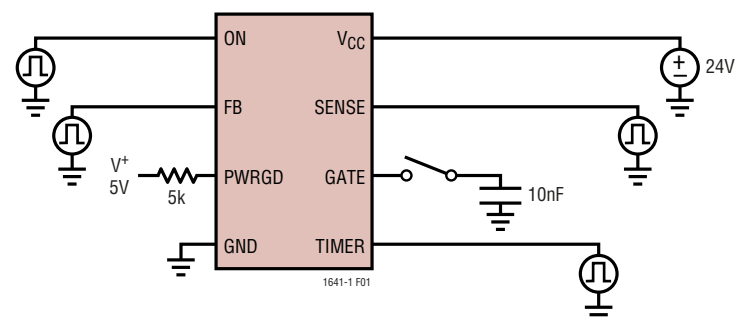 ON
VCC
24V
FB
SENSE
V+
5V
5k
PWRGD
GATE
10nF
GND
TIMER
1641-1 F01